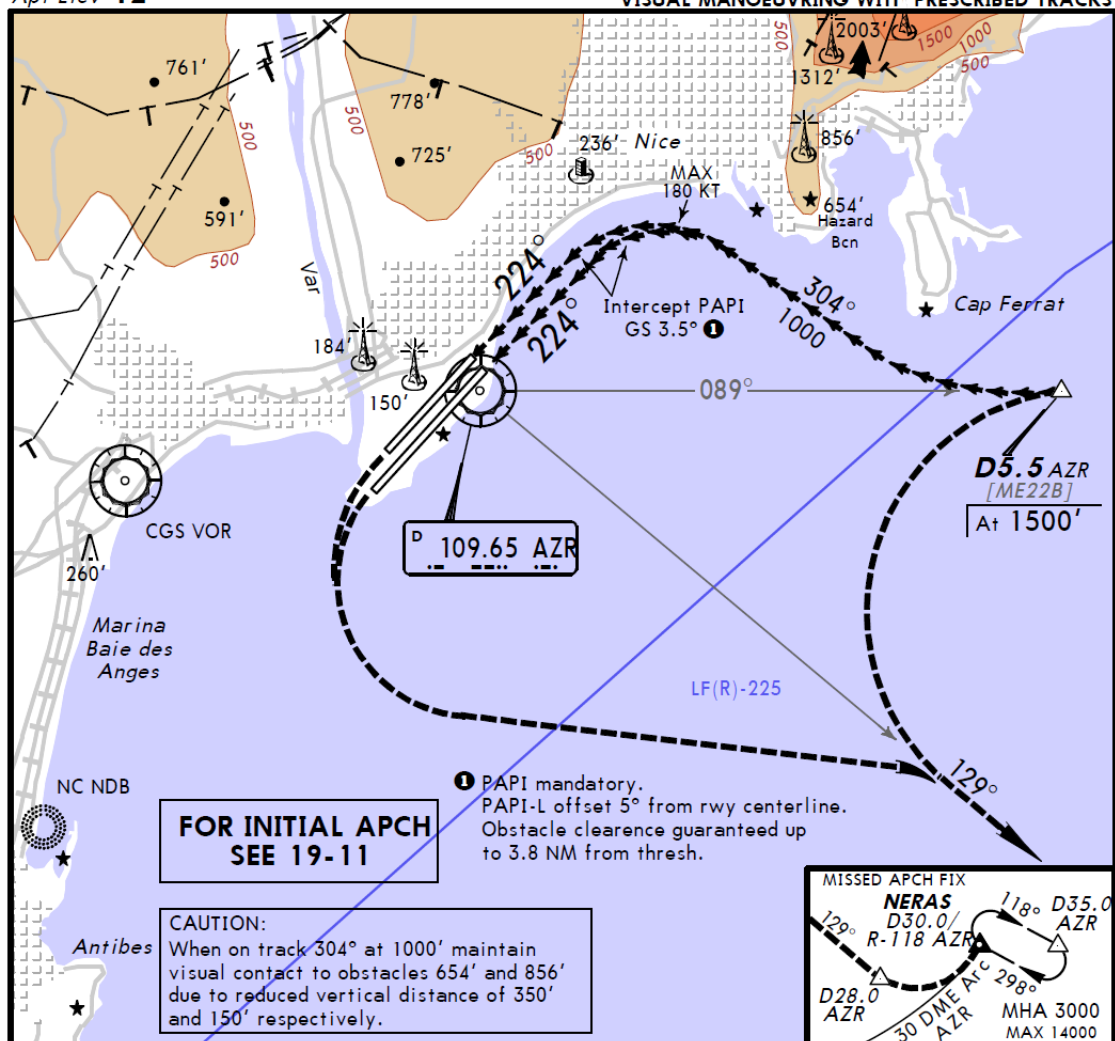 Apt Elev 12
VISUAL MANOEUVRING WITH PRESCRIBED TRACKS
761'
778'
725'
591'
500
500
500
500
500
236'
Nice
MAX
180 KT
2003'
1500
1000
500
1312'
856'
654'
Hazard
Bcn
Cap Ferrat
Var
224°
224°
Intercept PAPI
GS 3.5° ❶
304°
1000
184'
150'
089°
D5.5 AZR
[ME22B]
At 1500'
CGS VOR
260'
D 109.65 AZR
Marina
Baie des
Anges
LF(R)-225
129°
NC NDB
FOR INITIAL APCH
SEE 19-11
❶ PAPI mandatory.
PAPI-L offset 5° from rwy centerline.
Obstacle clearence guaranteed up
to 3.8 NM from thresh.
Antibes
CAUTION:
When on track 304° at 1000' maintain
visual contact to obstacles 654' and 856'
due to reduced vertical distance of 350'
and 150' respectively.
MISSED APCH FIX
NERAS
D30.0/
R-118 AZR
129°
118°
D35.0
AZR
298°
D28.0
AZR
30 DME Arc
AZR
MHA 3000
MAX 14000